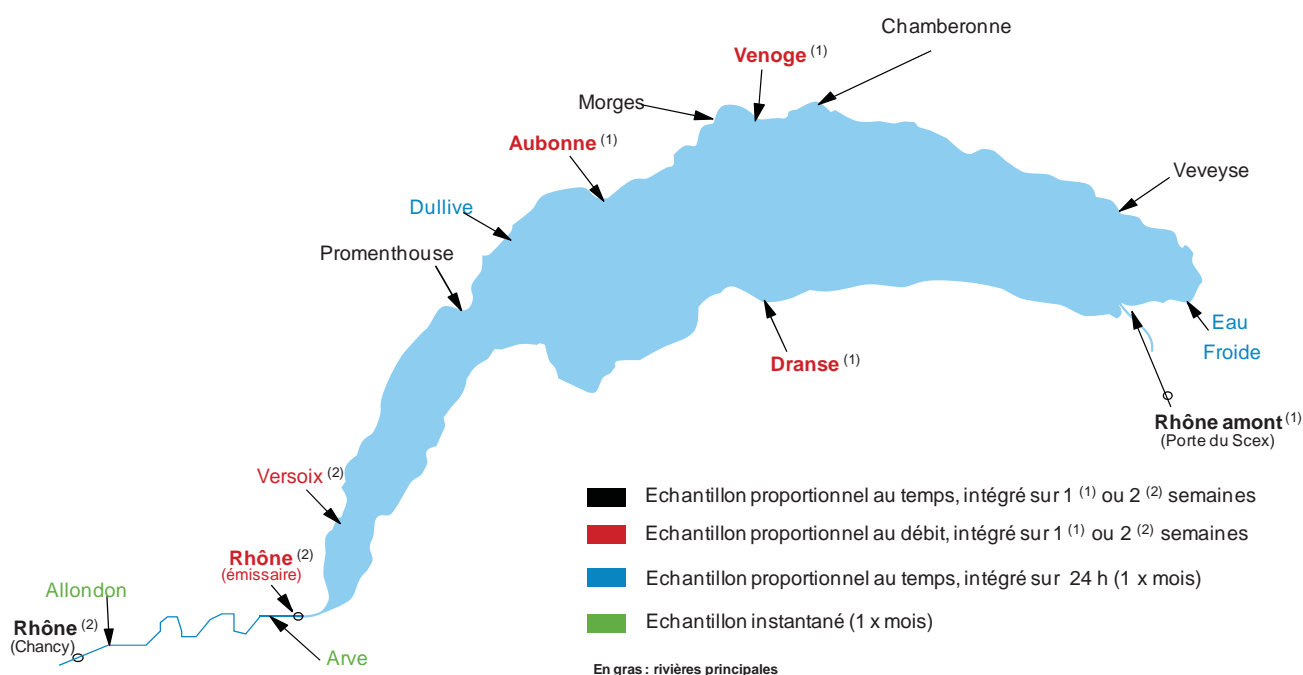 Chamberonne
Venoge (1)
Morges
Aubonne (1)
Veveyse
Dullive
Promenthouse
Eau
Froide
Dranse (1)
Rhône amont (1)
(Porte du Scex)
Versoix (2)
Echantillon proportionnel au temps, intégré sur 1 (1) ou 2 (2) semaines
Echantillon proportionnel au débit, intégré sur 1 (1) ou 2 (2) semaines
Echantillon proportionnel au temps, intégré sur 24 h (1 x mois)
Echantillon instantané (1 x mois)
Rhône (2)
(émissaire)
Allondon
Rhône (2)
(Chancy)
Arve
En gras : rivières principales